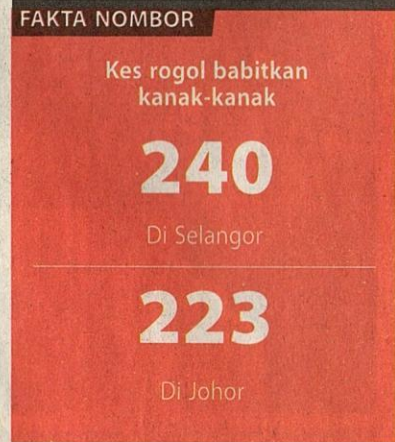 FAKTA NOMBOR
Kes rogol babitkan
kanak-kanak
240
Di Selangor
223
Di Johor